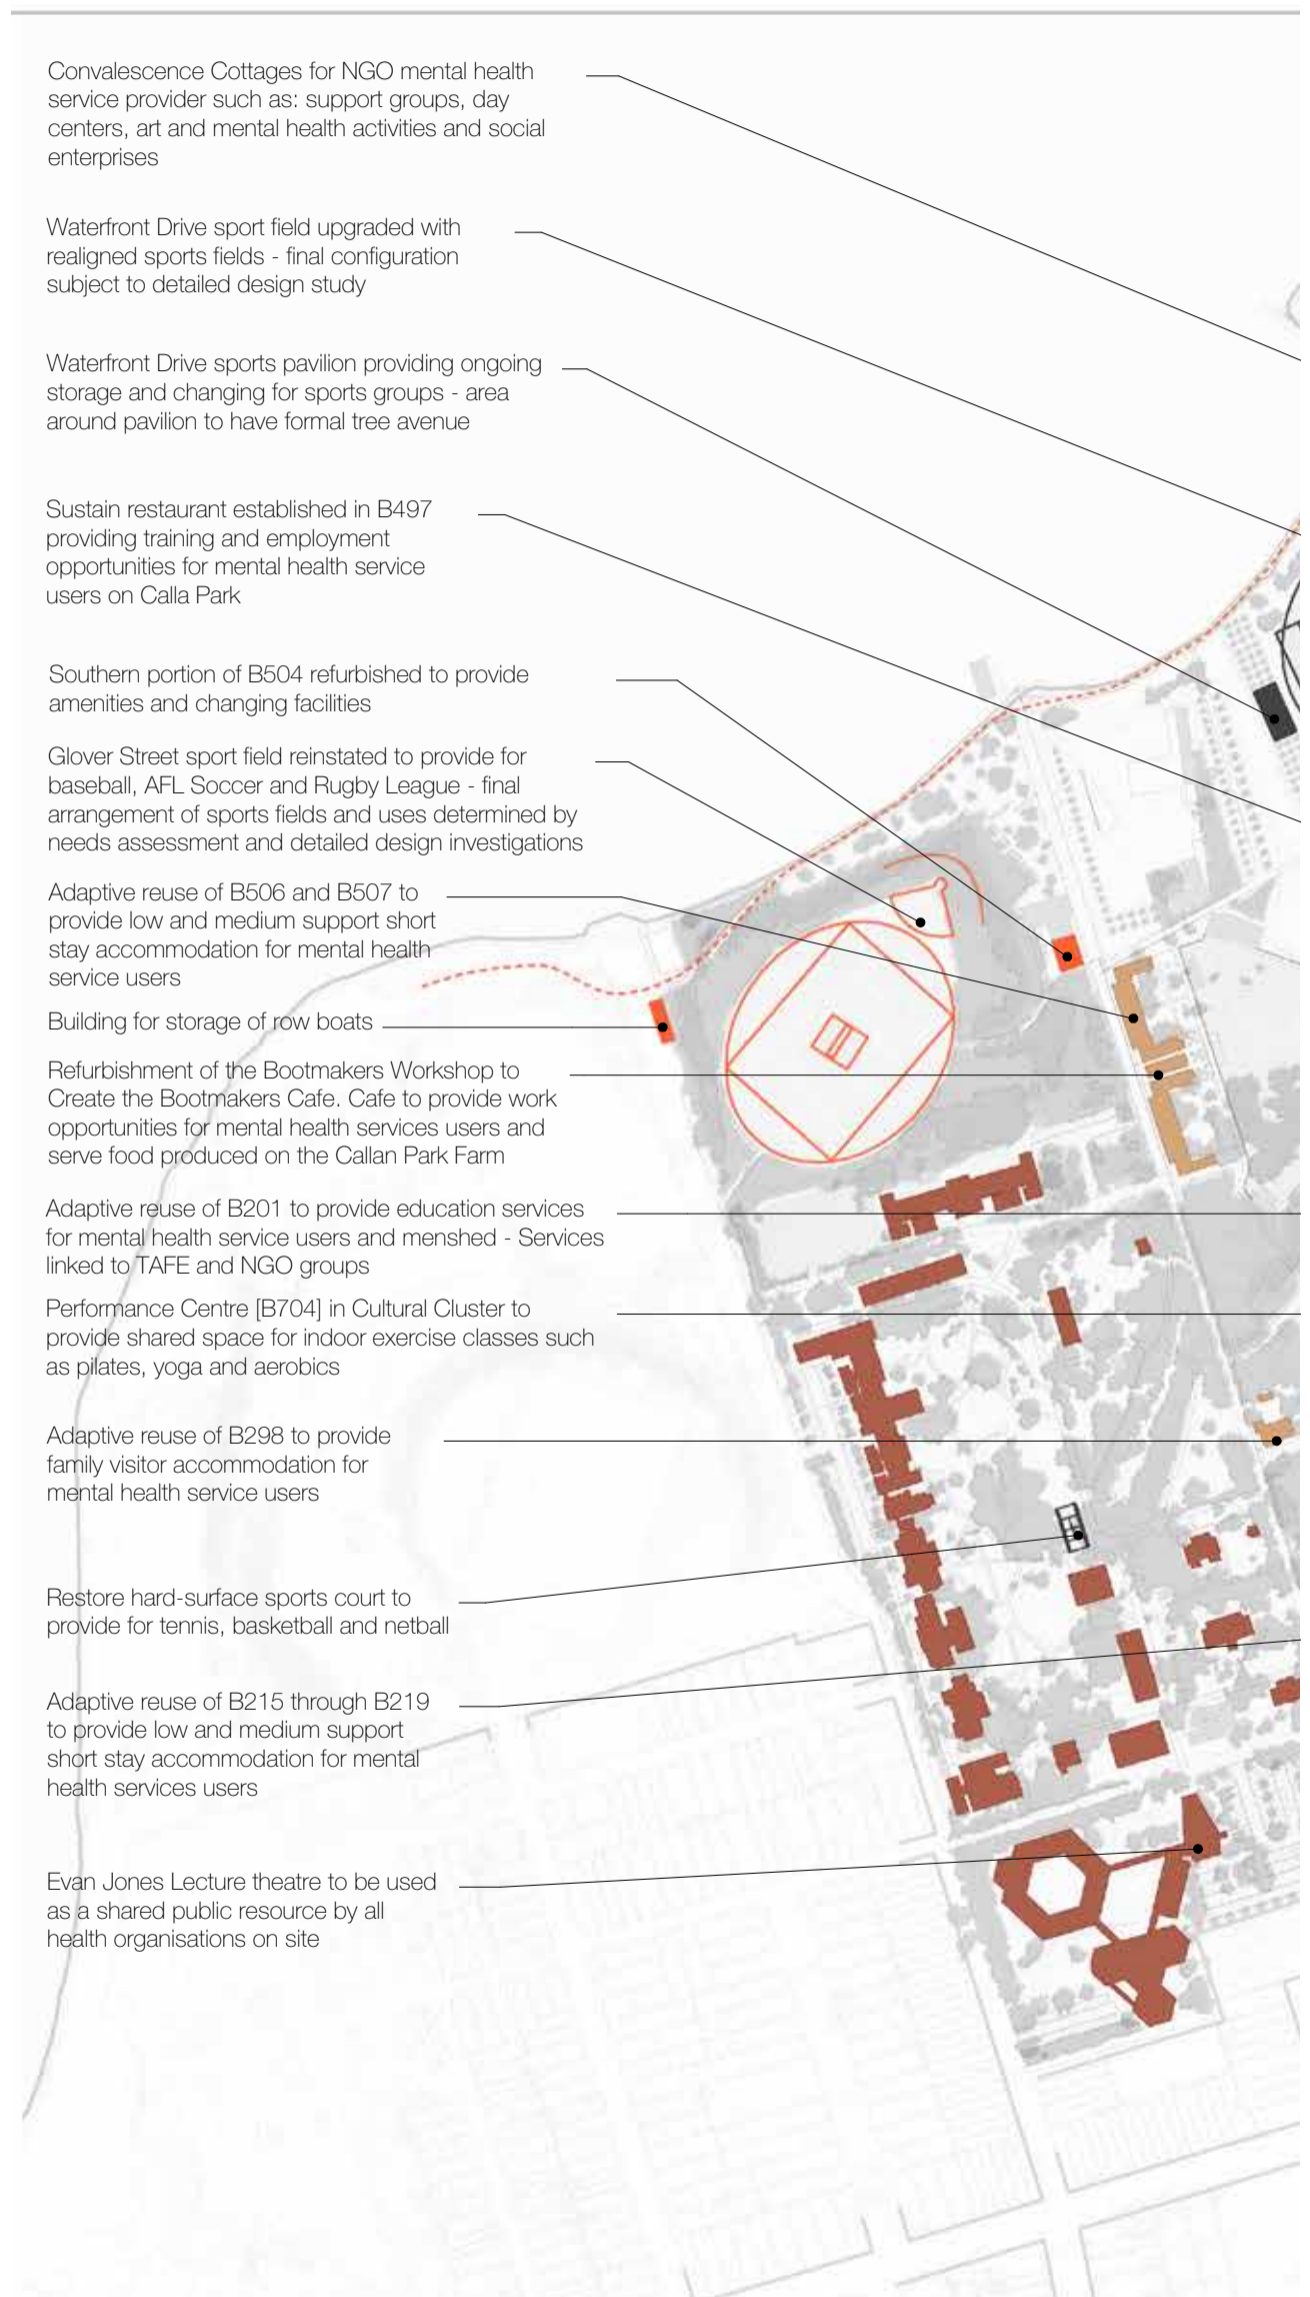 Convalescence Cottages for NGO mental health
service provider such as: support groups, day
centers, art and mental health activities and social
enterprises
Waterfront Drive sport field upgraded with
realigned sports fields - final configuration
subject to detailed design study
Waterfront Drive sports pavilion providing ongoing
storage and changing for sports groups - area
around pavilion to have formal tree avenue
Sustain restaurant established in B497
providing training and employment
opportunities for mental health service
users on Calla Park
Southern portion of B504 refurbished to provide
amenities and changing facilities
Glover Street sport field reinstated to provide for
baseball, AFL Soccer and Rugby League - final
arrangement of sports fields and uses determined by
needs assessment and detailed design investigations
Adaptive reuse of B506 and B507 to
provide low and medium support short
stay accommodation for mental health
service users
Building for storage of row boats
Refurbishment of the Bootmakers Workshop to
Create the Bootmakers Cafe. Cafe to provide work
opportunities for mental health services users and
serve food produced on the Callan Park Farm
Adaptive reuse of B201 to provide education services
for mental health service users and menshed - Services
linked to TAFE and NGO groups
Performance Centre [B704] in Cultural Cluster to
provide shared space for indoor exercise classes such
as pilates, yoga and aerobics
Adaptive reuse of B298 to provide
family visitor accommodation for
mental health service users
Restore hard-surface sports court to
provide for tennis, basketball and netball
Adaptive reuse of B215 through B219
to provide low and medium support
short stay accommodation for mental
health services users
Evan Jones Lecture theatre to be used
as a shared public resource by all
health organisations on site